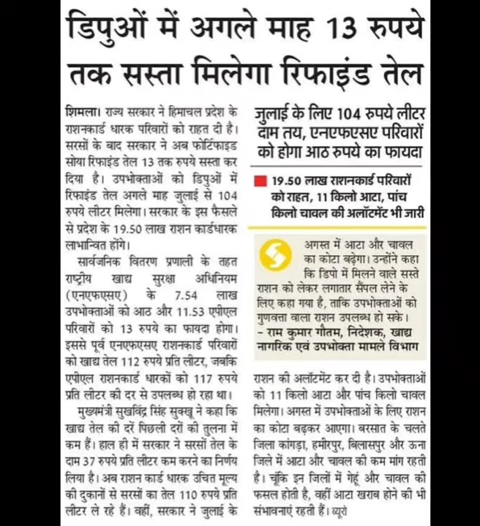 डिपुओं में अगले माह 13 रुपये
तक सस्ता मिलेगा रिफाइंड तेल
शिमला। राज्य सरकार ने हिमाचल प्रदेश के
राशनकार्ड धारक परिवारों को राहत दी है।
सरसों के बाद सरकार ने अब फोर्टिफाइड
सोया रिफाइंड तेल 13 तक रुपये सस्ता कर
दिया है। उपभोक्ताओं को डिपुओं में
रिफाइंड तेल अगले माह जुलाई से 104
रुपये लीटर मिलेगा। सरकार के इस फैसले
से प्रदेश के 19.50 लाख राशन कार्डधारक
लाभान्वित होंगे।
सार्वजनिक वितरण प्रणाली के तहत
राष्ट्रीय खाद्य सुरक्षा अधिनियम
(एनएफएसए) के 7.54 लाख
उपभोक्ताओं को आठ और 11.53 एपीएल
परिवारों को 13 रुपये का फायदा होगा।
इससे पूर्व एनएफएसए राशनकार्ड परिवारों
को खाद्य तेल 112 रुपये प्रति लीटर, जबकि
एपीएल राशनकार्ड धारकों को 117 रुपये
प्रति लीटर की दर से उपलब्ध हो रहा था।
मुख्यमंत्री सुखविंद्र सिंह सुक्खू ने कहा कि
खाद्य तेल की दरें पिछली दरों की तुलना में
कम हैं। हाल ही में सरकार ने सरसों तेल के
दाम 37 रुपये प्रति लीटर कम करने का निर्णय
लिया है। अब राशन कार्ड धारक उचित मूल्य
की दुकानों से सरसों का तेल 110 रुपये प्रति
लीटर ले रहे हैं। वहीं, सरकार ने जुलाई के
जुलाई के लिए 104 रुपये लीटर
दाम तय, एनएफएसए परिवारों
को होगा आठ रुपये का फायदा
19.50 लाख राशनकार्ड परिवारों
को राहत, 11 किलो आटा, पांच
किलो चावल की अलॉटमेंट भी जारी
अगस्त में आटा और चावल
का कोटा बढ़ेगा। उन्होंने कहा
कि डिपो में मिलने वाले सस्ते
राशन को लेकर लगातार सैंपल लेने के
लिए कहा गया है, ताकि उपभोक्ताओं को
गुणवत्ता वाला राशन उपलब्ध हो सके।
– राम कुमार गौतम, निदेशक, खाद्य
नागरिक एवं उपभोक्ता मामले विभाग
राशन की अलॉटमेंट कर दी है। उपभोक्ताओं
को 11 किलो आटा और पांच किलो चावल
मिलेगा। अगस्त में उपभोक्ताओं के लिए राशन
का कोटा बढ़कर आएगा। बरसात के चलते
जिला कांगड़ा, हमीरपुर, बिलासपुर और ऊना
जिले में आटा और चावल की कम मांग रहती
है। चूंकि इन जिलों में गेहूं और चावल की
फसल होती है, वहीं आटा खराब होने की भी
संभावनाएं रहती हैं। ब्यूरो